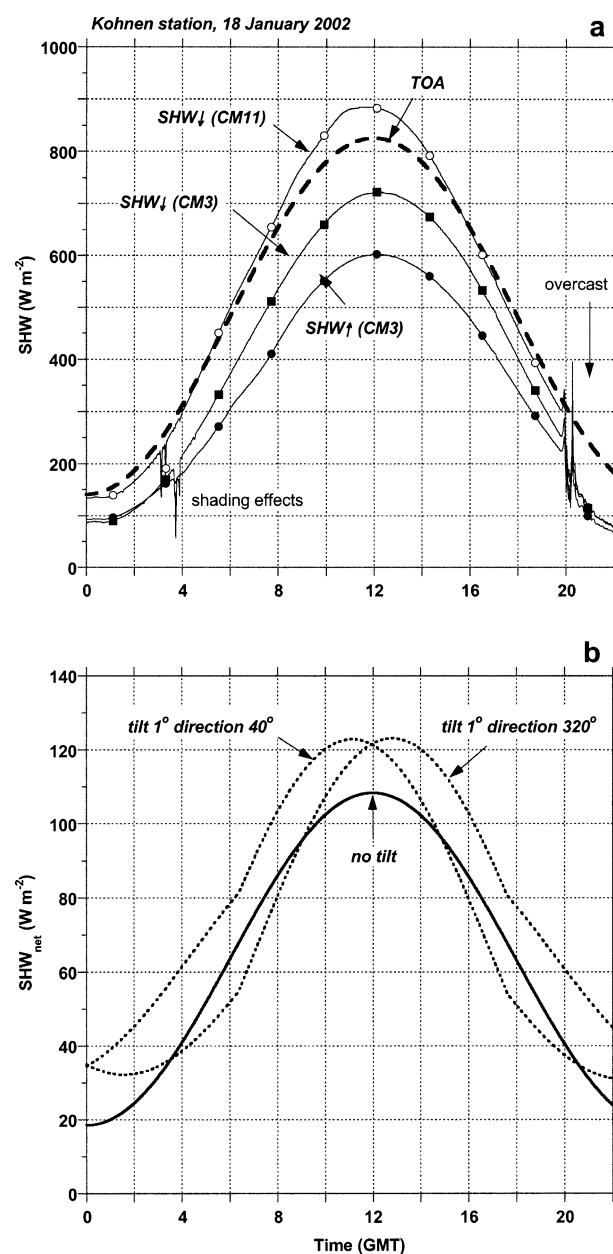 Kohnen station, 18 January 2002
a
1000
800
600
400
200
0
SHW (W m-2)
SHW↓ (CM11)
TOA
SHW↓ (CM3)
SHW↑ (CM3)
overcast
shading effects
0 4 8 12 16 20
b
140
120
100
80
60
40
20
0
SHWnet (W m-2)
tilt 1° direction 40°
tilt 1° direction 320°
no tilt
0 4 8 12 16 20
Time (GMT)